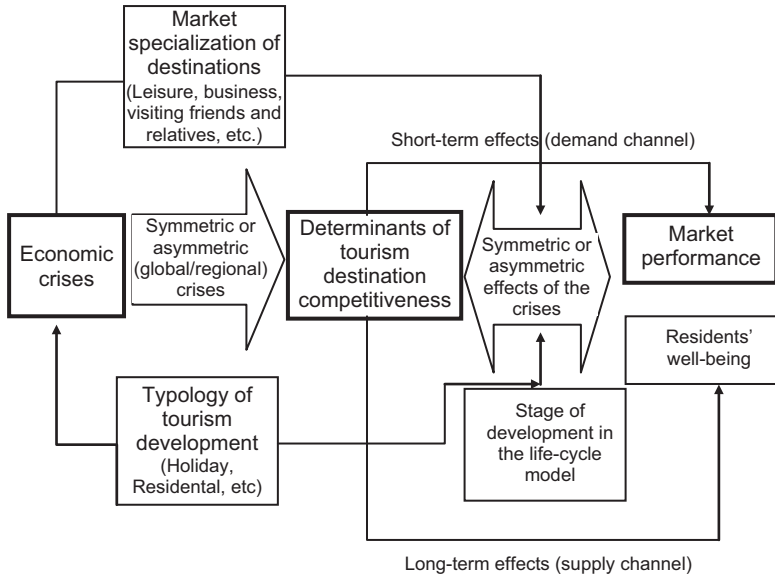 Market
specialization of
destinations
(Leisure, business,
visiting friends and
relatives, etc.)
Short-term effects (demand channel)
Economic
crises
Symmetric or
asymmetric
(global/regional)
crises
Determinants of
tourism
destination
competitiveness
Symmetric or
asymmetric
effects of the
crises
Market
performance
Residents’
well-being
Typology of
tourism
development
(Holiday,
Residental, etc)
Stage of
development in
the life-cycle
model
Long-term effects (supply channel)